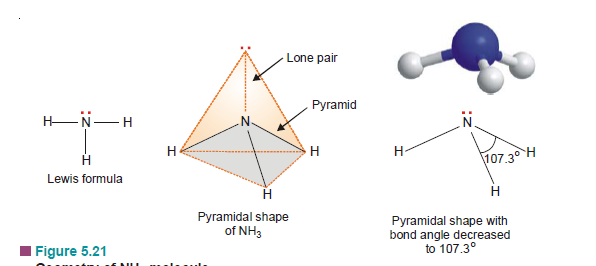 Lone pair
Pyramid
H—N̈—H
H
Lewis formula
N
H
H
H
Pyramidal shape
of NH₃
N
H
H
107.3°
H
Pyramidal shape with
bond angle decreased
to 107.3°
Figure 5.21